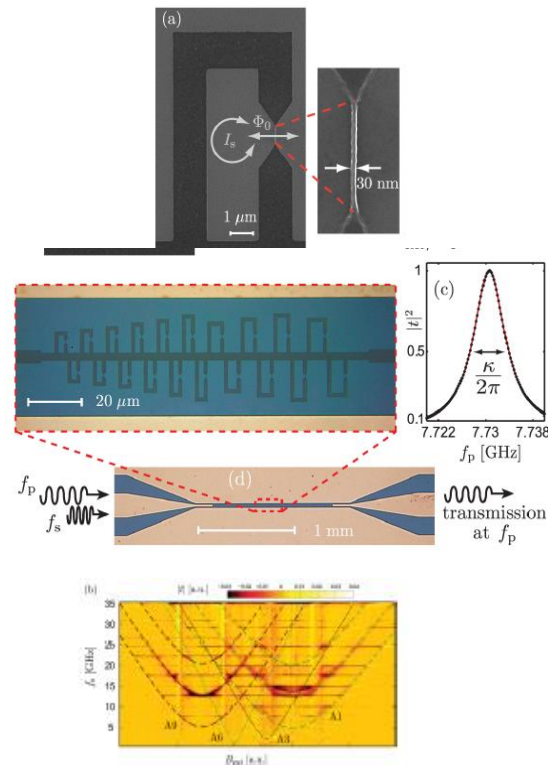 (a)
Φ₀
Iₛ
30 nm
1 μm
(c)
|t|²
1
0.5
0.1
κ
2π
7.722
7.73
7.738
fₚ [GHz]
20 μm
(d)
fₚ
fₛ
1 mm
transmission
at fₚ
(b)
35
30
25
20
15
10
5
fₛ [GHz]
A9
A6
A3
A1